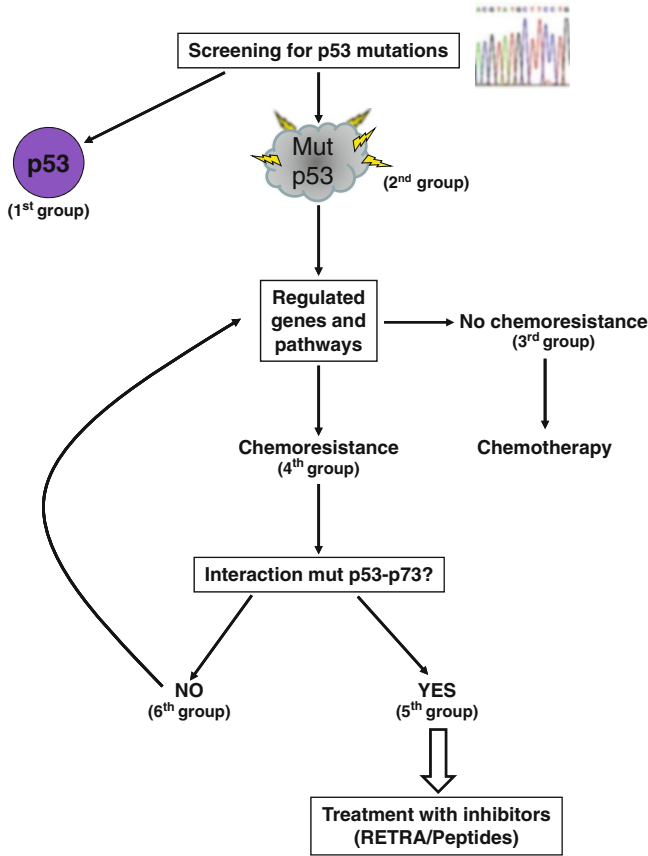 A C G T A T G C T T C C T G
Screening for p53 mutations
p53
(1st group)
Mut
p53
(2nd group)
Regulated
genes and
pathways
No chemoresistance
(3rd group)
Chemoresistance
(4th group)
Chemotherapy
Interaction mut p53-p73?
NO
(6th group)
YES
(5th group)
Treatment with inhibitors
(RETRA/Peptides)